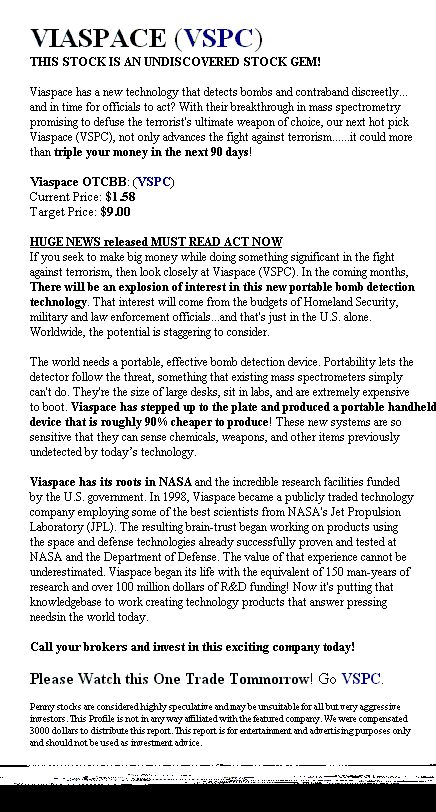 VIASPACE (VSPC)
THIS STOCK IS AN UNDISCOVERED STOCK GEM!
Viaspace has a new technology that detects bombs and contraband discreetly...
and in time for officials to act? With their breakthrough in mass spectrometry
promising to defuse the terrorist's ultimate weapon of choice, our next hot pick
Viaspace (VSPC), not only advances the fight against terrorism......it could more
than triple your money in the next 90 days!
Viaspace OTCBB: (VSPC)
Current Price: $1.58
Target Price: $9.00
HUGE NEWS released MUST READ ACT NOW
If you seek to make big money while doing something significant in the fight
against terrorism, then look closely at Viaspace (VSPC). In the coming months,
There will be an explosion of interest in this new portable bomb detection
technology. That interest will come from the budgets of Homeland Security,
military and law enforcement officials...and that's just in the U.S. alone.
Worldwide, the potential is staggering to consider.
The world needs a portable, effective bomb detection device. Portability lets the
detector follow the threat, something that existing mass spectrometers simply
can't do. They're the size of large desks, sit in labs, and are extremely expensive
to boot. Viaspace has stepped up to the plate and produced a portable handheld
device that is roughly 90% cheaper to produce! These new systems are so
sensitive that they can sense chemicals, weapons, and other items previously
undetected by today's technology.
Viaspace has its roots in NASA and the incredible research facilities funded
by the U.S. government. In 1998, Viaspace became a publicly traded technology
company employing some of the best scientists from NASA's Jet Propulsion
Laboratory (JPL). The resulting brain-trust began working on products using
the space and defense technologies already successfully proven and tested at
NASA and the Department of Defense. The value of that experience cannot be
underestimated. Viaspace began its life with the equivalent of 150 man-years of
research and over 100 million dollars of R&D funding! Now it's putting that
knowledgebase to work creating technology products that answer pressing
needsin the world today.
Call your brokers and invest in this exciting company today!
Please Watch this One Trade Tommorrow! Go VSPC.
Penny stocks are considered highly speculative and may be unsuitable for all but very aggressive
investors. This Profile is not in any way affiliated with the featured company. We were compensated
3000 dollars to distribute this report. This report is for entertainment and advertising purposes only
and should not be used as investment advice.